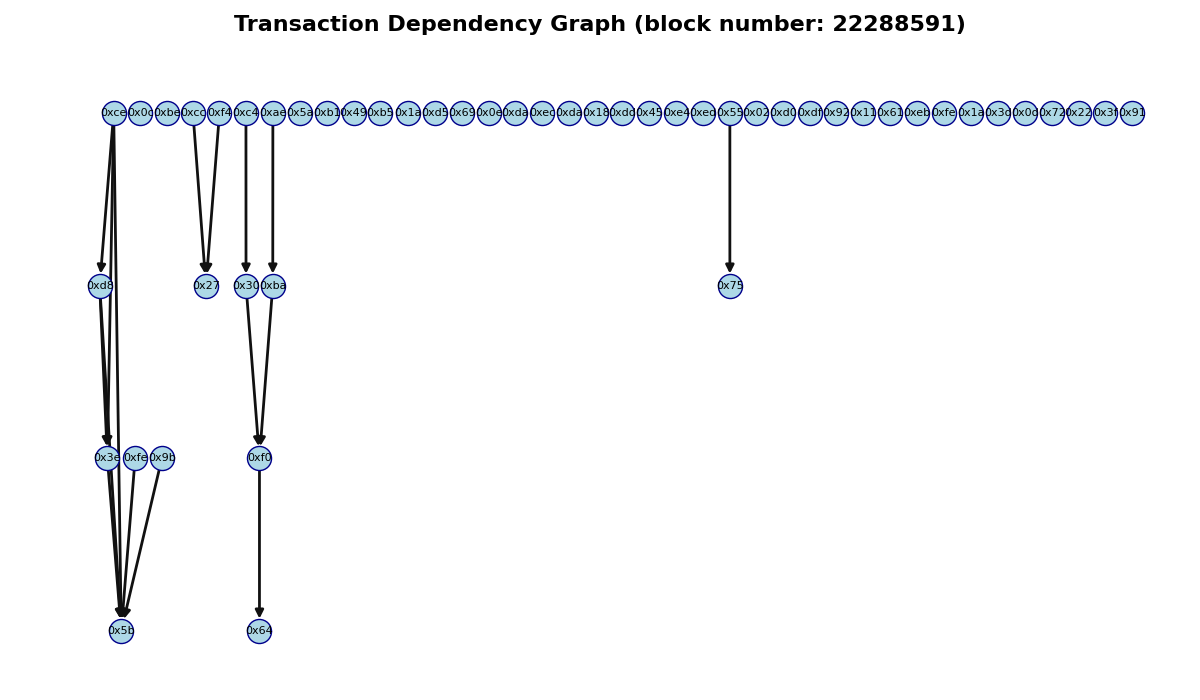 Transaction Dependency Graph (block number: 22288591)
0xce 0x0c 0xbe 0xcc 0xf4 0xc4 0xae 0x5a 0xb1 0x49 0xb5 0x1a 0xd5 0x69 0x0e 0xda 0xec 0xda 0x18 0xdd 0x45 0xe4 0xed 0x55 0x02 0xd0 0xdf 0x92 0x11 0x61 0xeb 0xfe 0x1a 0x3d 0x0d 0x72 0x22 0x3f 0x91
0xd8 0x27 0x30 0xba 0x75
0x3e 0xfe 0x9b 0xf0
0x5b 0x64